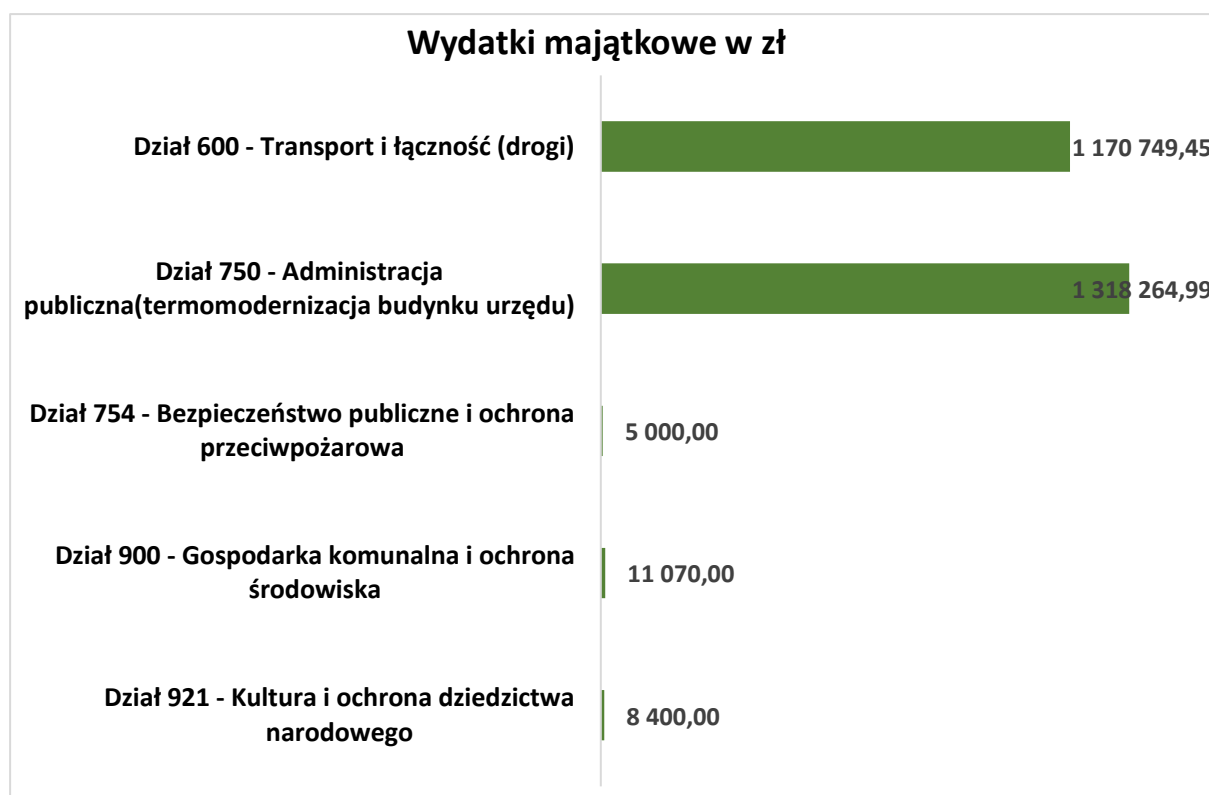 Wydatki majątkowe w zł
Dział 600 - Transport i łączność (drogi)
1 170 749,45
Dział 750 - Administracja
publiczna(termomodernizacja budynku urzędu)
1 318 264,99
Dział 754 - Bezpieczeństwo publiczne i ochrona
przeciwpożarowa
5 000,00
Dział 900 - Gospodarka komunalna i ochrona
środowiska
11 070,00
Dział 921 - Kultura i ochrona dziedzictwa
narodowego
8 400,00